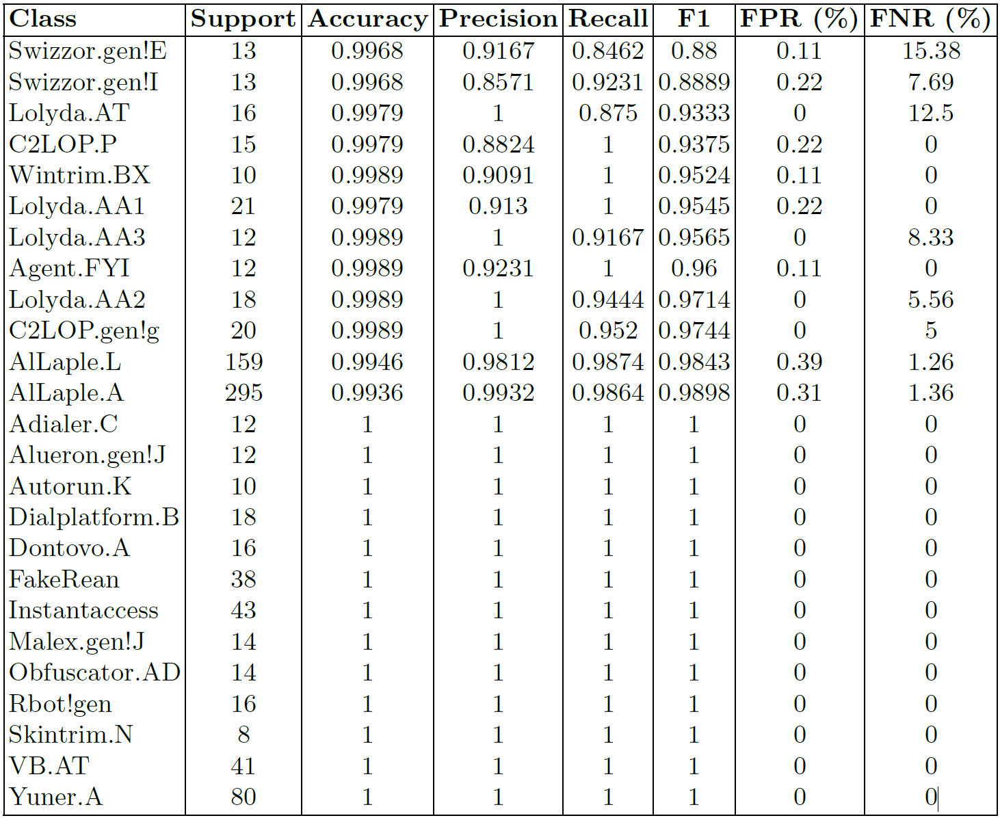 Class Support Accuracy Precision Recall F1 FPR (%) FNR (%)
Swizzor.gen!E 13 0.9968 0.9167 0.8462 0.88 0.11 15.38
Swizzor.gen!I 13 0.9968 0.8571 0.9231 0.8889 0.22 7.69
Lolyda.AT 16 0.9979 1 0.875 0.9333 0 12.5
C2LOP.P 15 0.9979 0.8824 1 0.9375 0.22 0
Wintrim.BX 10 0.9989 0.9091 1 0.9524 0.11 0
Lolyda.AA1 21 0.9979 0.913 1 0.9545 0.22 0
Lolyda.AA3 12 0.9989 1 0.9167 0.9565 0 8.33
Agent.FYI 12 0.9989 0.9231 1 0.96 0.11 0
Lolyda.AA2 18 0.9989 1 0.9444 0.9714 0 5.56
C2LOP.gen!g 20 0.9989 1 0.952 0.9744 0 5
AlLaple.L 159 0.9946 0.9812 0.9874 0.9843 0.39 1.26
AlLaple.A 295 0.9936 0.9932 0.9864 0.9898 0.31 1.36
Adialer.C 12 1 1 1 1 0 0
Alueron.gen!J 12 1 1 1 1 0 0
Autorun.K 10 1 1 1 1 0 0
Dialplatform.B 18 1 1 1 1 0 0
Dontovo.A 16 1 1 1 1 0 0
FakeRean 38 1 1 1 1 0 0
Instantaccess 43 1 1 1 1 0 0
Malex.gen!J 14 1 1 1 1 0 0
Obfuscator.AD 14 1 1 1 1 0 0
Rbot!gen 16 1 1 1 1 0 0
Skintrim.N 8 1 1 1 1 0 0
VB.AT 41 1 1 1 1 0 0
Yuner.A 80 1 1 1 1 0 0